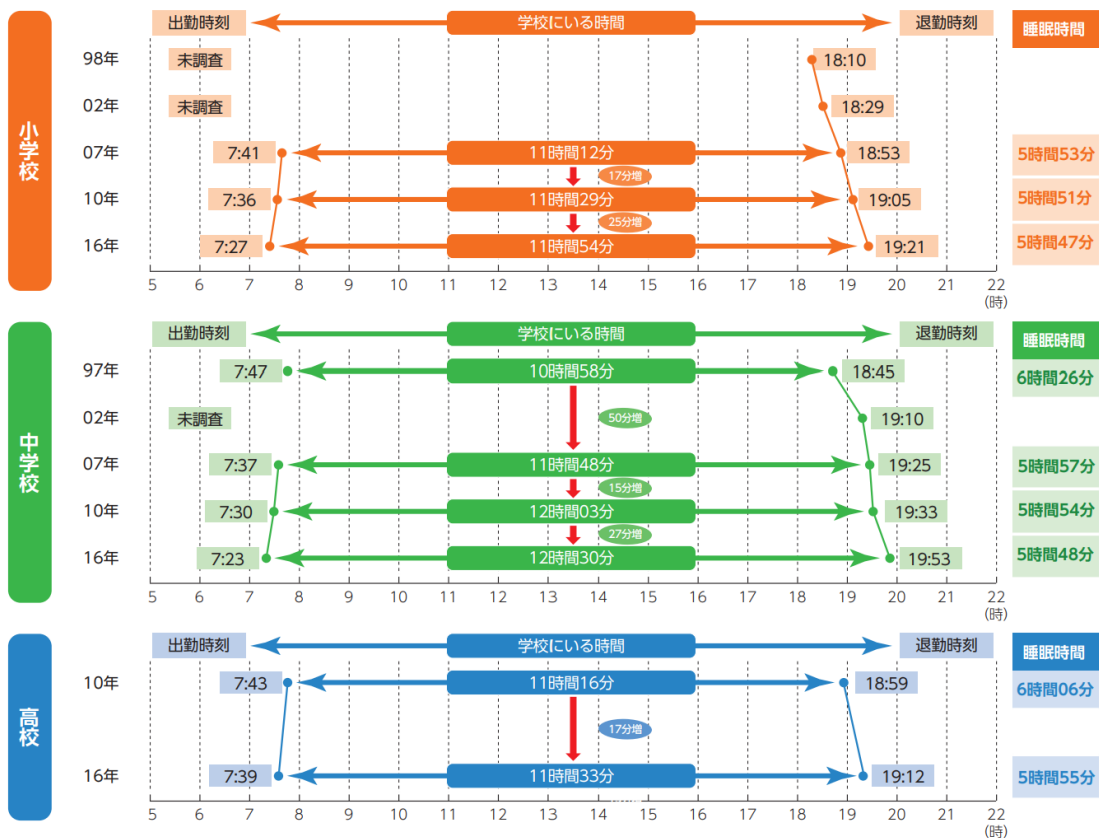 小学校
出勤時刻 学校にいる時間 退勤時刻 睡眠時間
98年 未調査 18:10
02年 未調査 18:29
07年 7:41 11時間12分 18:53 5時間53分
17分増
10年 7:36 11時間29分 19:05 5時間51分
25分増
16年 7:27 11時間54分 19:21 5時間47分
5 6 7 8 9 10 11 12 13 14 15 16 17 18 19 20 21 22
(時)
中学校
出勤時刻 学校にいる時間 退勤時刻 睡眠時間
97年 7:47 10時間58分 18:45 6時間26分
02年 未調査 50分増 19:10
07年 7:37 11時間48分 19:25 5時間57分
15分増
10年 7:30 12時間03分 19:33 5時間54分
27分増
16年 7:23 12時間30分 19:53 5時間48分
5 6 7 8 9 10 11 12 13 14 15 16 17 18 19 20 21 22
(時)
高校
出勤時刻 学校にいる時間 退勤時刻 睡眠時間
10年 7:43 11時間16分 18:59 6時間06分
17分増
16年 7:39 11時間33分 19:12 5時間55分
5 6 7 8 9 10 11 12 13 14 15 16 17 18 19 20 21 22
(時)